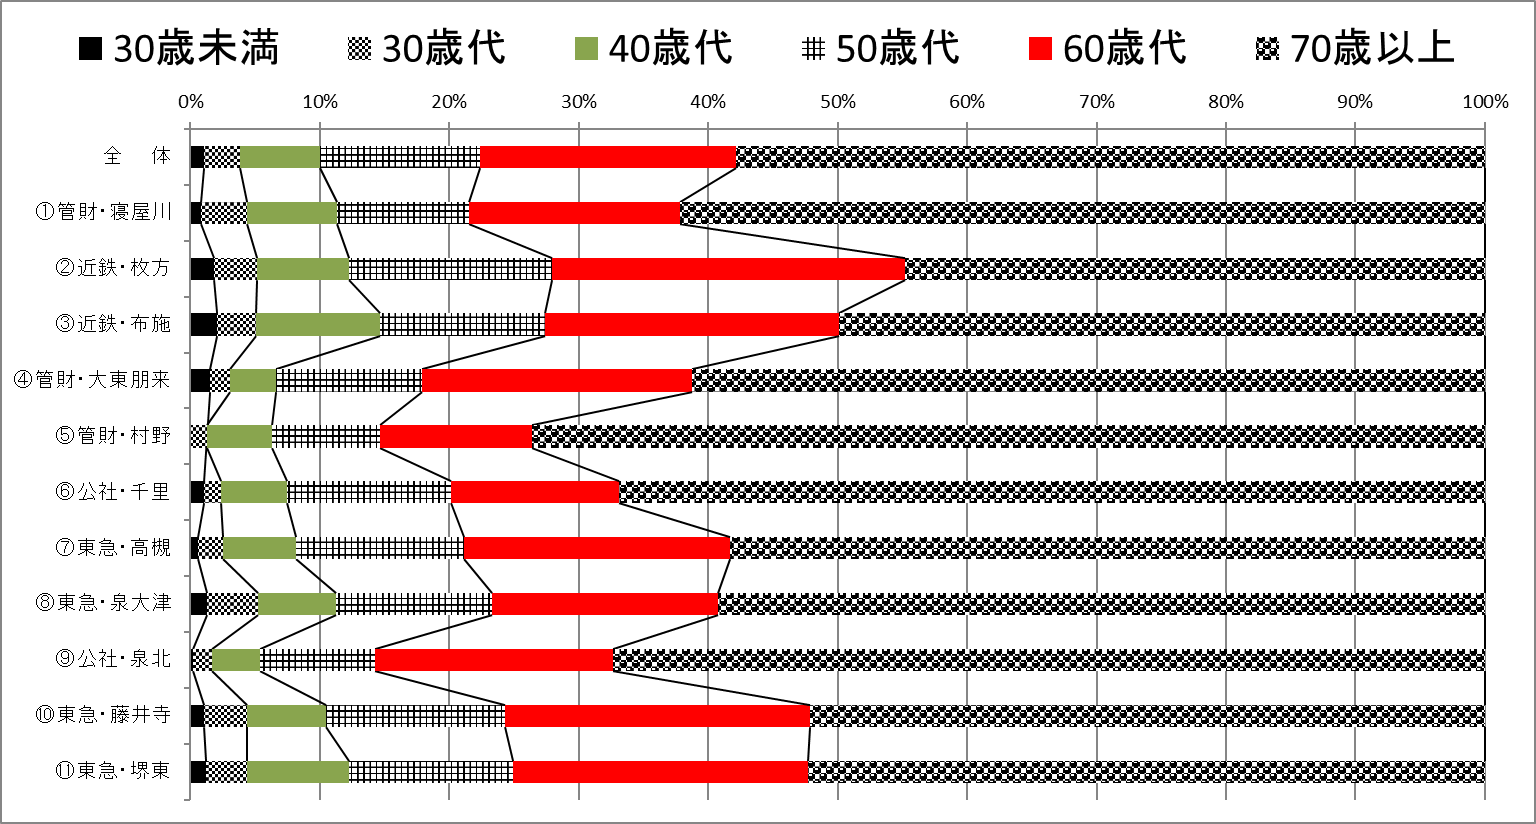 30歳未満 30歳代 40歳代 50歳代 60歳代 70歳以上
0% 10% 20% 30% 40% 50% 60% 70% 80% 90% 100%
全　体
①管財・寝屋川
②近鉄・枚方
③近鉄・布施
④管財・大東朋来
⑤管財・村野
⑥公社・千里
⑦東急・高槻
⑧東急・泉大津
⑨公社・泉北
⑩東急・藤井寺
⑪東急・堺東